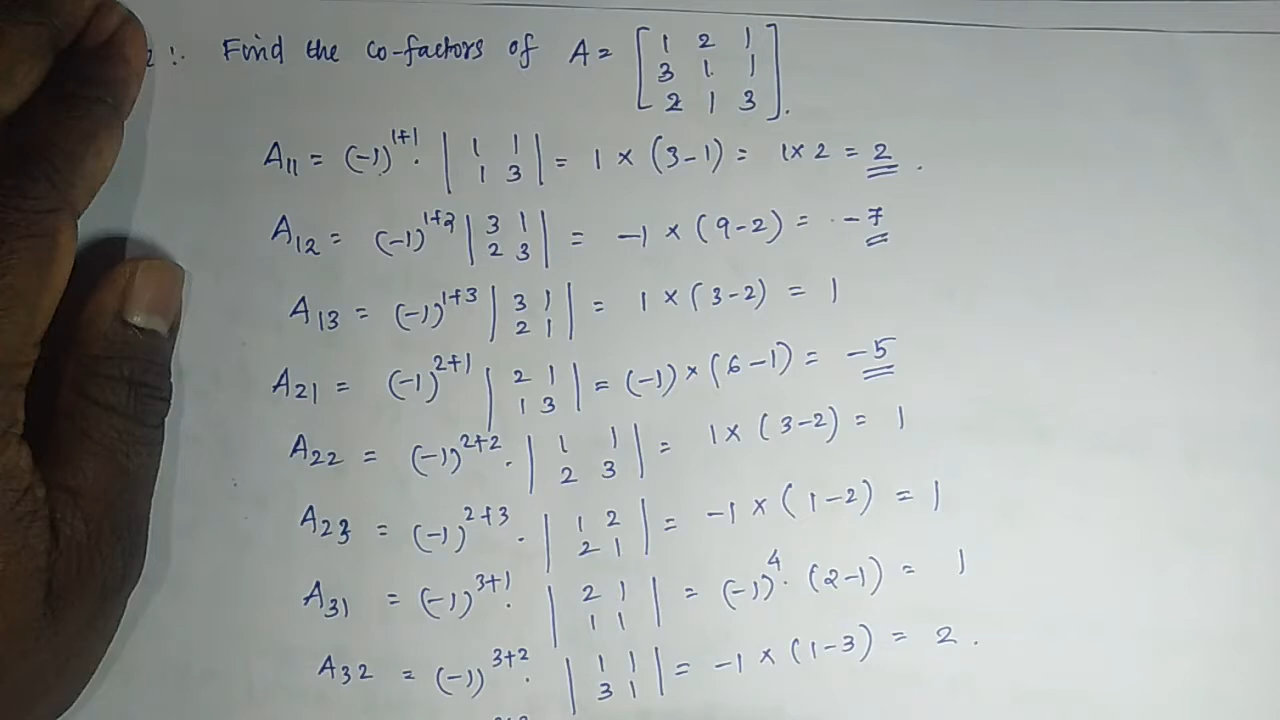 2:. Find the Co-factors of A = [1 2 1
3 1 1
2 1 3].
A11 = (-1)^1+1 . |1 1
1 3| = 1 × (3-1) = 1×2 = 2.
A12 = (-1)^1+2 |3 1
2 3| = -1 × (9-2) = -7
A13 = (-1)^1+3 |3 1
2 1| = 1 × (3-2) = 1
A21 = (-1)^2+1 |2 1
1 3| = (-1) × (6-1) = -5
A22 = (-1)^2+2 . |1 1
2 3| = 1× (3-2) = 1
A23 = (-1)^2+3 . |1 2
2 1| = -1 × (1-2) = 1
A31 = (-1)^3+1 . |2 1
1 1| = (-1)^4 . (2-1) = 1
A32 = (-1)^3+2 . |1 1
3 1| = -1 × (1-3) = 2.